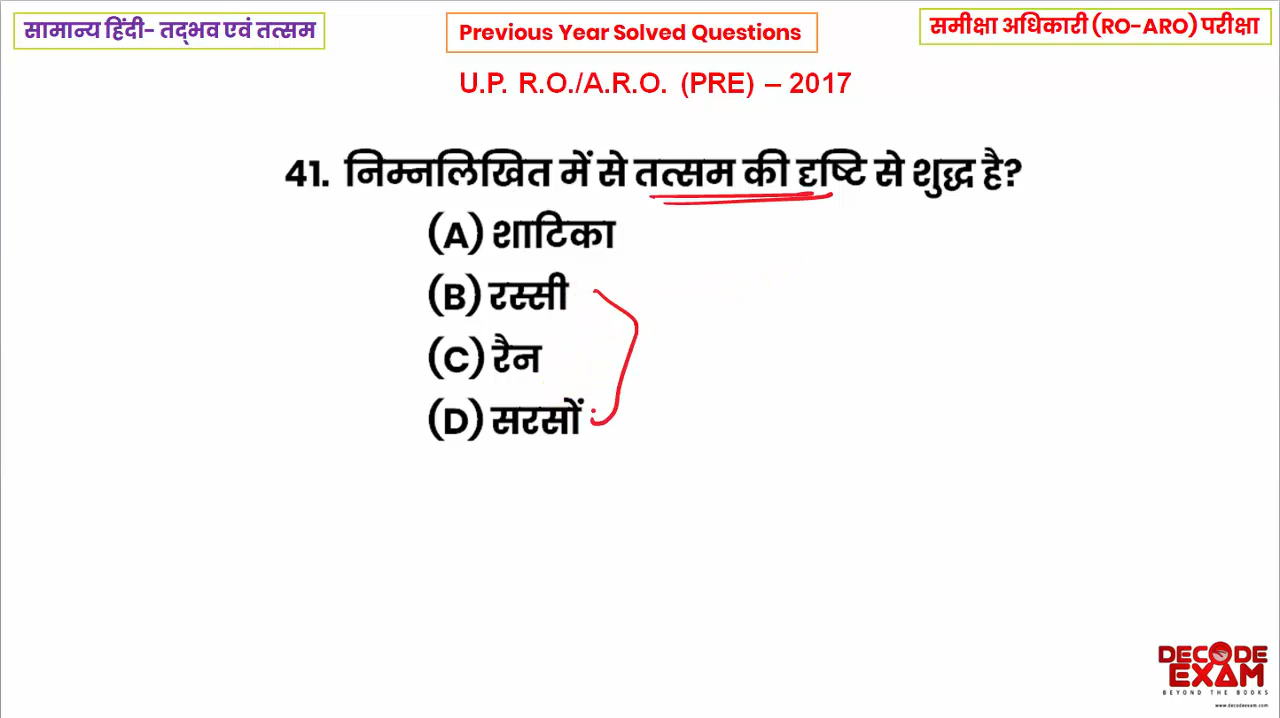 सामान्य हिंदी- तद्भव एवं तत्सम
Previous Year Solved Questions
समीक्षा अधिकारी (RO-ARO) परीक्षा
U.P. R.O./A.R.O. (PRE) – 2017
41. निम्नलिखित में से तत्सम की दृष्टि से शुद्ध है?
(A) शाटिका
(B) रस्सी
(C) रैन
(D) सरसों
DECODE
EXAM
BEYOND THE BOOKS
www.decodeexam.com